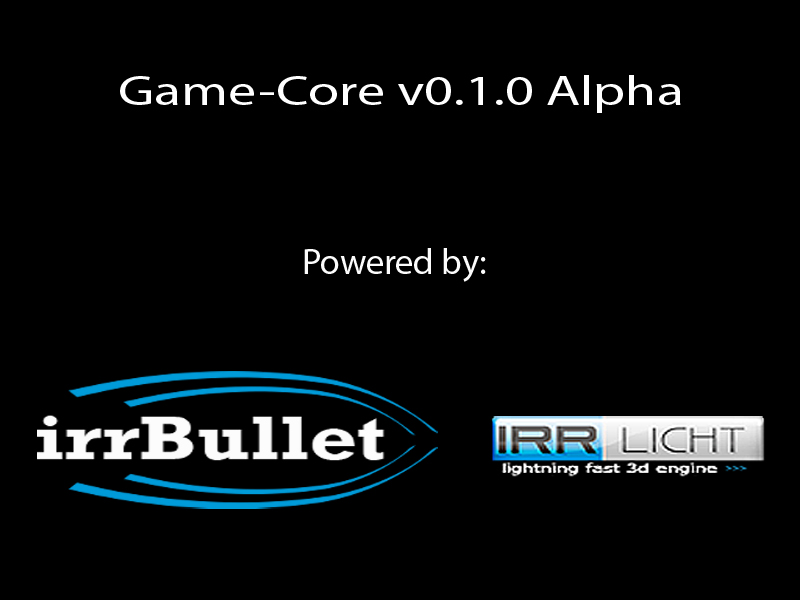 Game-Core v0.1.0 Alpha
Powered by:
irrBullet
IRR LICHT
lightning fast 3d engine >>>